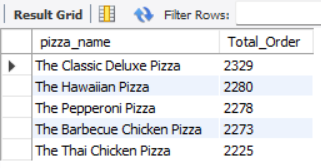 Result Grid Filter Rows:
pizza_name Total_Order
The Classic Deluxe Pizza 2329
The Hawaiian Pizza 2280
The Pepperoni Pizza 2278
The Barbecue Chicken Pizza 2273
The Thai Chicken Pizza 2225